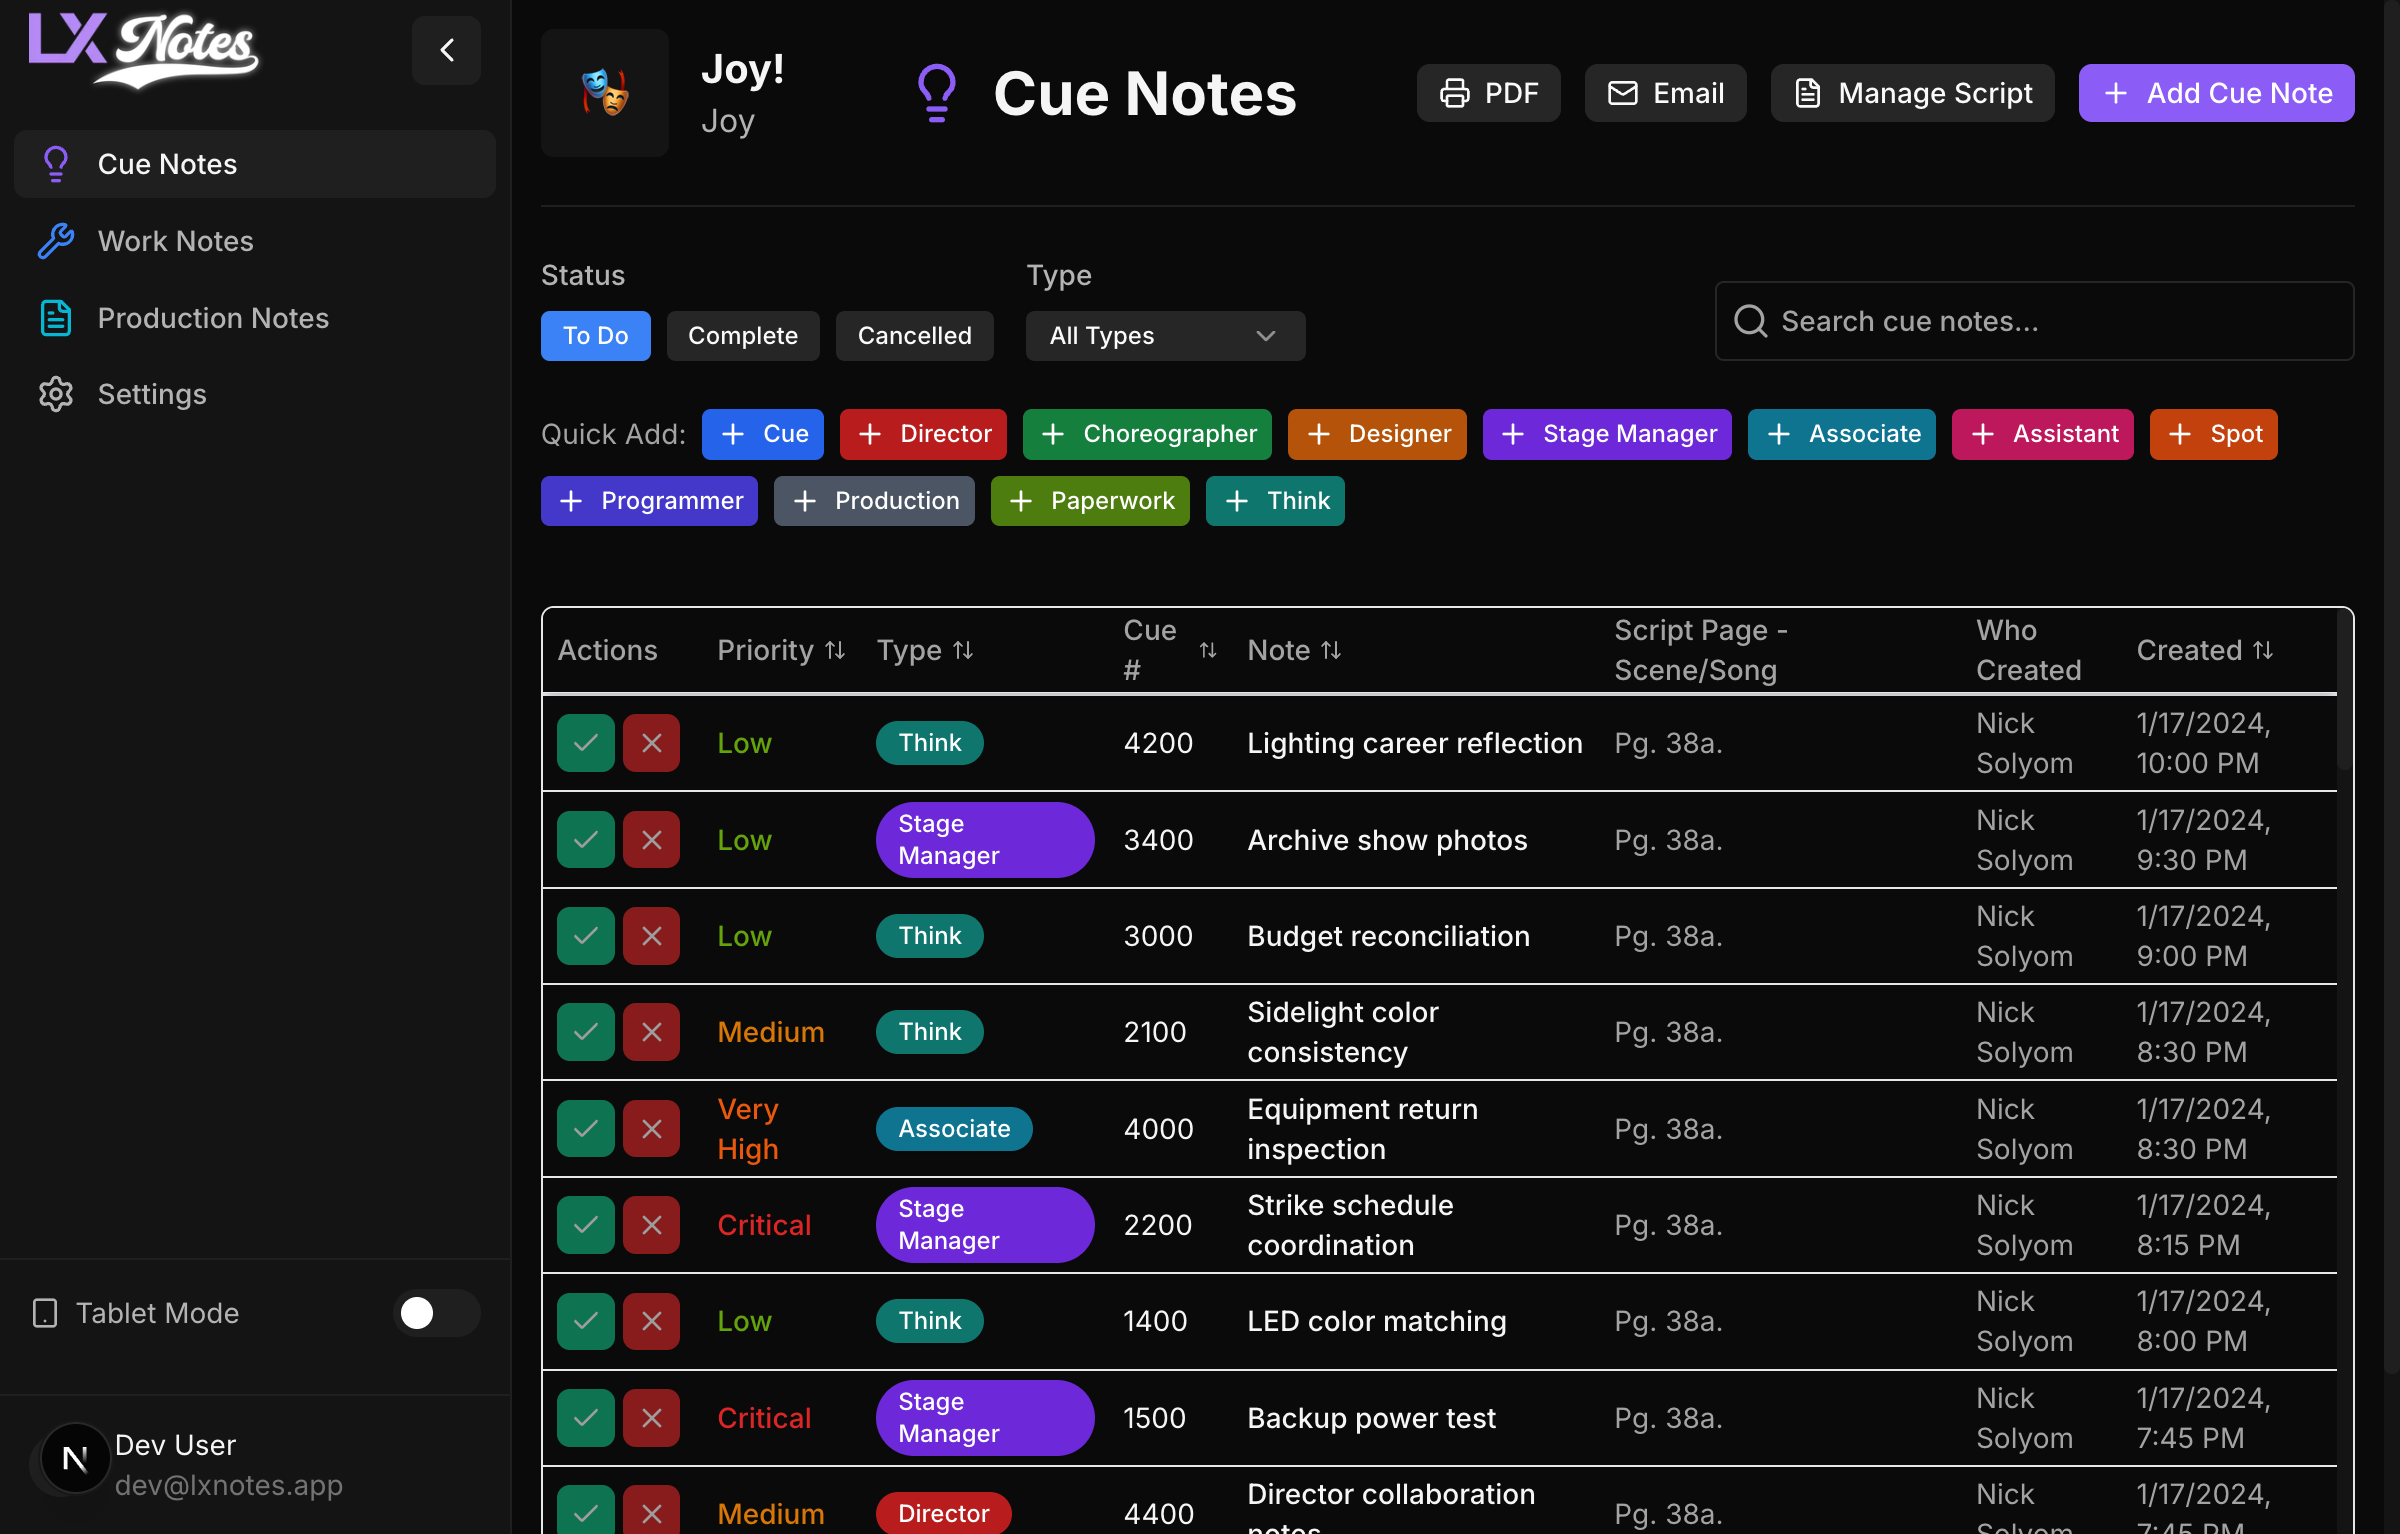 LX Notes
Cue Notes
Work Notes
Production Notes
Settings
Tablet Mode
N
Dev User
dev@lxnotes.app
Joy!
Joy
Cue Notes
PDF
Email
Manage Script
Add Cue Note
Status
Type
To Do
Complete
Cancelled
All Types
Search cue notes...
Quick Add:
Cue
Director
Choreographer
Designer
Stage Manager
Associate
Assistant
Spot
Programmer
Production
Paperwork
Think
Actions
Priority
Type
Cue
#
Note
Script Page -
Scene/Song
Who
Created
Created
Low
Think
4200
Lighting career reflection
Pg. 38a.
Nick
Solyom
1/17/2024,
10:00 PM
Low
Stage
Manager
3400
Archive show photos
Pg. 38a.
Nick
Solyom
1/17/2024,
9:30 PM
Low
Think
3000
Budget reconciliation
Pg. 38a.
Nick
Solyom
1/17/2024,
9:00 PM
Medium
Think
2100
Sidelight color
consistency
Pg. 38a.
Nick
Solyom
1/17/2024,
8:30 PM
Very
High
Associate
4000
Equipment return
inspection
Pg. 38a.
Nick
Solyom
1/17/2024,
8:30 PM
Critical
Stage
Manager
2200
Strike schedule
coordination
Pg. 38a.
Nick
Solyom
1/17/2024,
8:15 PM
Low
Think
1400
LED color matching
Pg. 38a.
Nick
Solyom
1/17/2024,
8:00 PM
Critical
Stage
Manager
1500
Backup power test
Pg. 38a.
Nick
Solyom
1/17/2024,
7:45 PM
Medium
Director
4400
Director collaboration
notes
Pg. 38a.
Nick
Solyom
1/17/2024,
7:45 PM